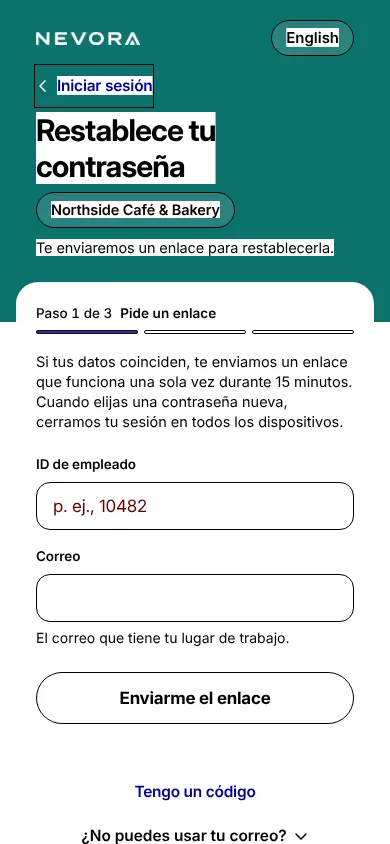 NEVORA
English
Iniciar sesión
Restablece tu
contraseña
Northside Café & Bakery
Te enviaremos un enlace para restablecerla.
Paso 1 de 3 Pide un enlace
Si tus datos coinciden, te enviamos un enlace
que funciona una sola vez durante 15 minutos.
Cuando elijas una contraseña nueva,
cerramos tu sesión en todos los dispositivos.
ID de empleado
p. ej., 10482
Correo
El correo que tiene tu lugar de trabajo.
Enviarme el enlace
Tengo un código
¿No puedes usar tu correo?